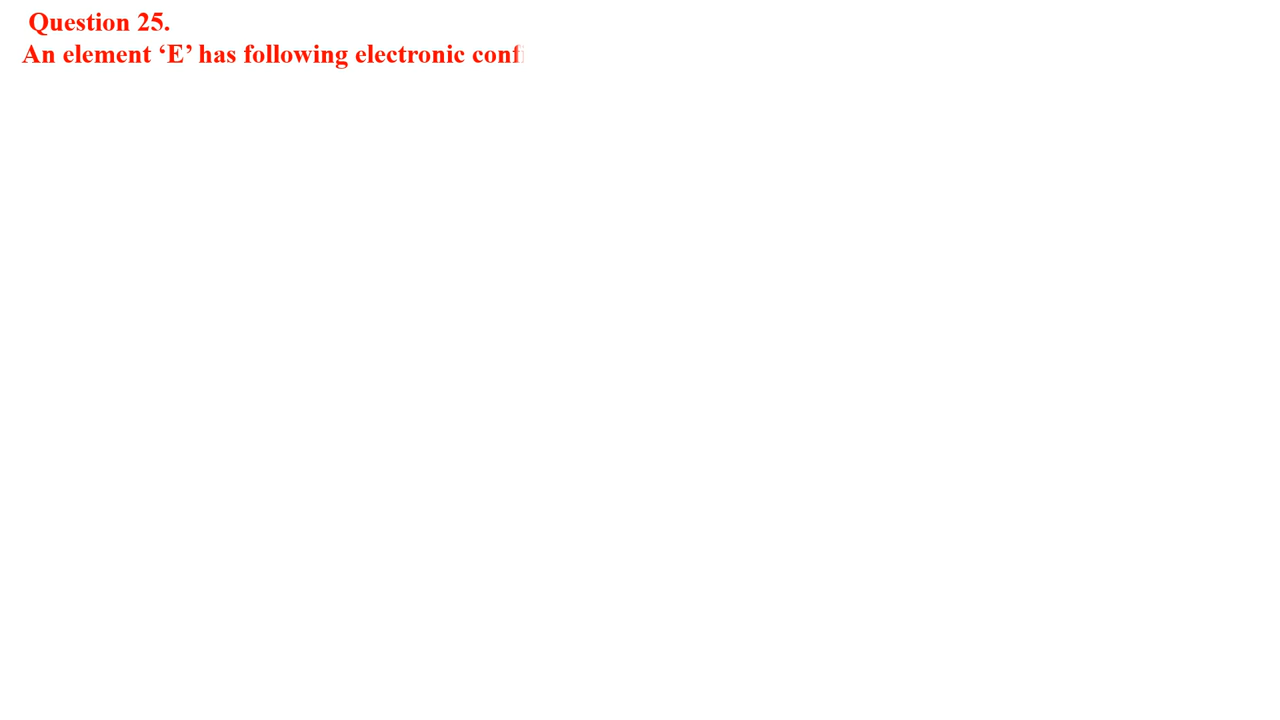 Question 25.
An element ‘E’ has following electronic conf